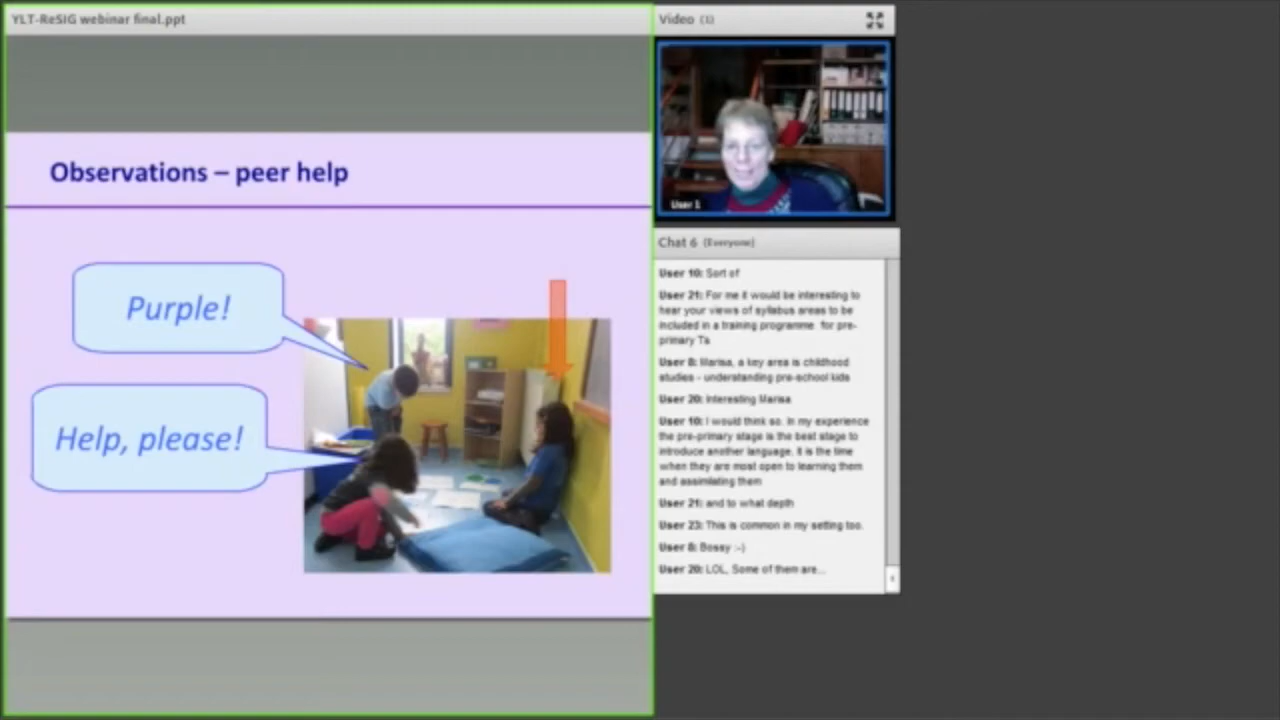 YLT-ReSIG webinar final.ppt
Observations – peer help
Purple!
Help, please!
Video (1)
User 1
Chat 6 (Everyone)
User 10: Sort of
User 21: For me it would be interesting to
hear your views of syllabus areas to be
included in a training programme for pre-
primary Ts
User 8: Marisa, a key area is childhood
studies - understanding pre-school kids
User 20: Interesting Marisa
User 10: I would think so. In my experience
the pre-primary stage is the best stage to
introduce another language. It is the time
when they are most open to learning them
and assimilating them
User 21: and to what depth
User 23: This is common in my setting too.
User 8: Bossy :-)
User 20: LOL, Some of them are...